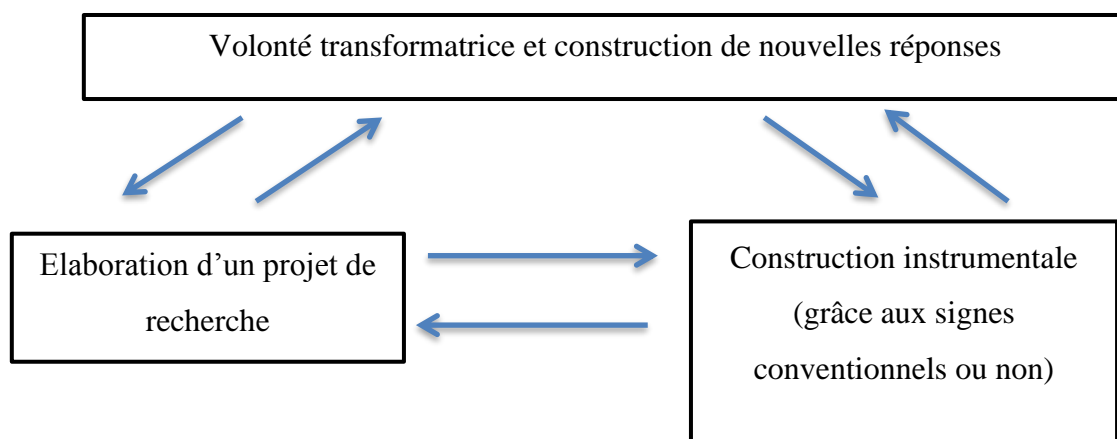 Volonté transformatrice et construction de nouvelles réponses
Elaboration d’un projet de
recherche
Construction instrumentale
(grâce aux signes
conventionnels ou non)